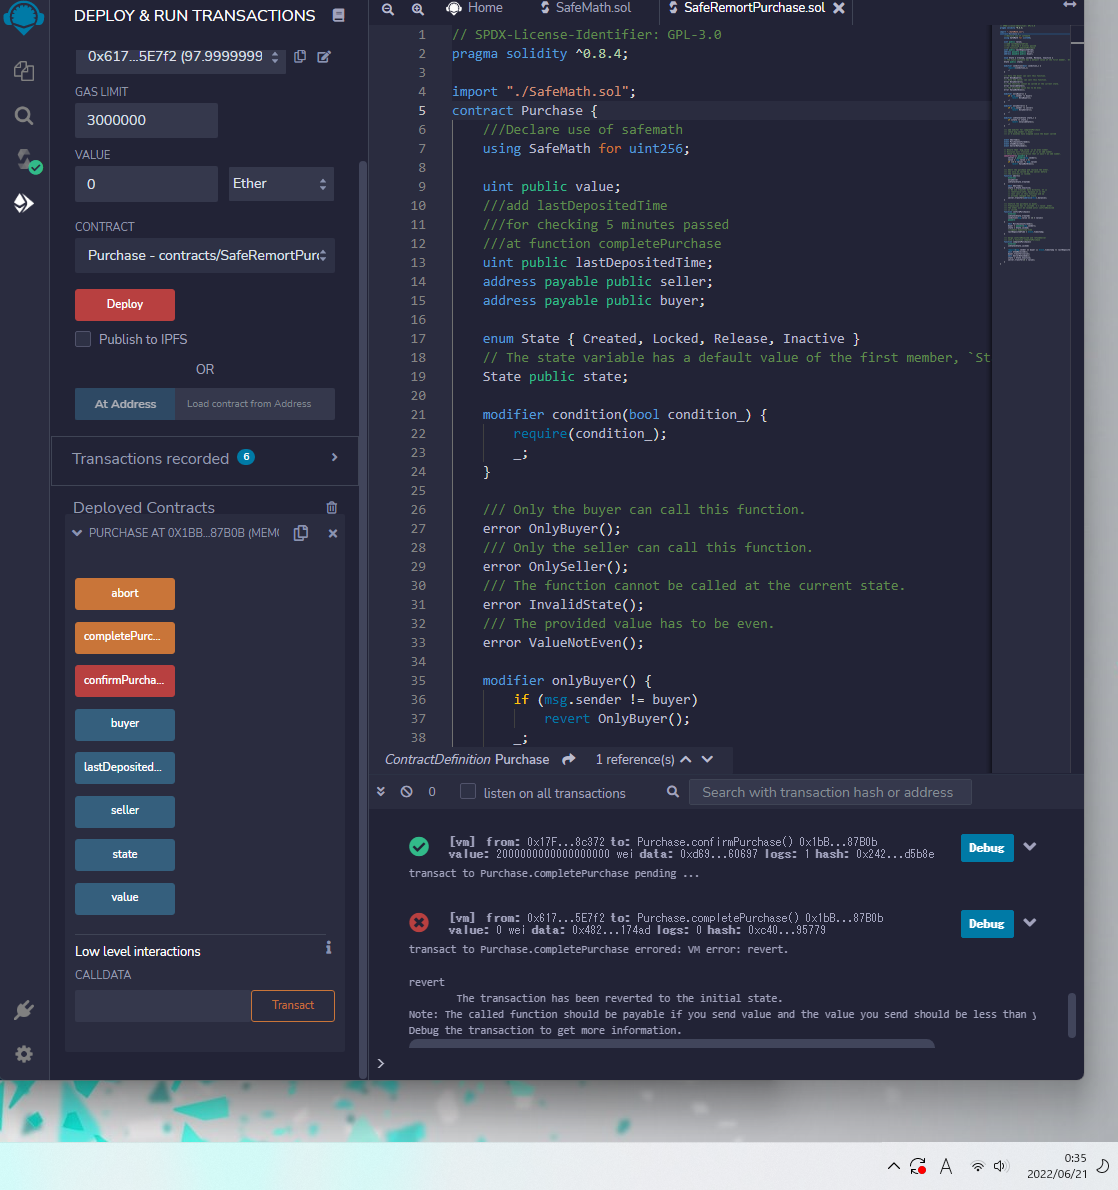 DEPLOY & RUN TRANSACTIONS
0x617...5E7f2 (97.9999999
GAS LIMIT
3000000
VALUE
0
Ether
CONTRACT
Purchase - contracts/SafeRemortPurc
Deploy
Publish to IPFS
OR
At Address
Load contract from Address
Transactions recorded 6
Deployed Contracts
PURCHASE AT 0X1BB...87B0B (MEMO
abort
completePurc...
confirmPurcha...
buyer
lastDeposited...
seller
state
value
Low level interactions
CALLDATA
Transact
Home
SafeMath.sol
SafeRemortPurchase.sol
1 // SPDX-License-Identifier: GPL-3.0
2 pragma solidity ^0.8.4;
3
4 import "./SafeMath.sol";
5 contract Purchase {
6 ///Declare use of safemath
7 using SafeMath for uint256;
8
9 uint public value;
10 ///add lastDepositedTime
11 ///for checking 5 minutes passed
12 ///at function completePurchase
13 uint public lastDepositedTime;
14 address payable public seller;
15 address payable public buyer;
16
17 enum State { Created, Locked, Release, Inactive }
18 // The state variable has a default value of the first member, `St
19 State public state;
20
21 modifier condition(bool condition_) {
22 require(condition_);
23 _;
24 }
25
26 /// Only the buyer can call this function.
27 error OnlyBuyer();
28 /// Only the seller can call this function.
29 error OnlySeller();
30 /// The function cannot be called at the current state.
31 error InvalidState();
32 /// The provided value has to be even.
33 error ValueNotEven();
34
35 modifier onlyBuyer() {
36 if (msg.sender != buyer)
37 revert OnlyBuyer();
38 _;
ContractDefinition Purchase 1 reference(s)
0
listen on all transactions
Search with transaction hash or address
[vm] from: 0x17F...8c372 to: Purchase.confirmPurchase() 0x1bB...87B0b
value: 2000000000000000000 wei data: 0xd69...60697 logs: 1 hash: 0x242...d5b8e
Debug
transact to Purchase.completePurchase pending ...
[vm] from: 0x617...5E7f2 to: Purchase.completePurchase() 0x1bB...87B0b
value: 0 wei data: 0x482...174ad logs: 0 hash: 0xc40...95779
Debug
transact to Purchase.completePurchase errored: VM error: revert.
revert
The transaction has been reverted to the initial state.
Note: The called function should be payable if you send value and the value you send should be less than y
Debug the transaction to get more information.
>
A
0:35
2022/06/21